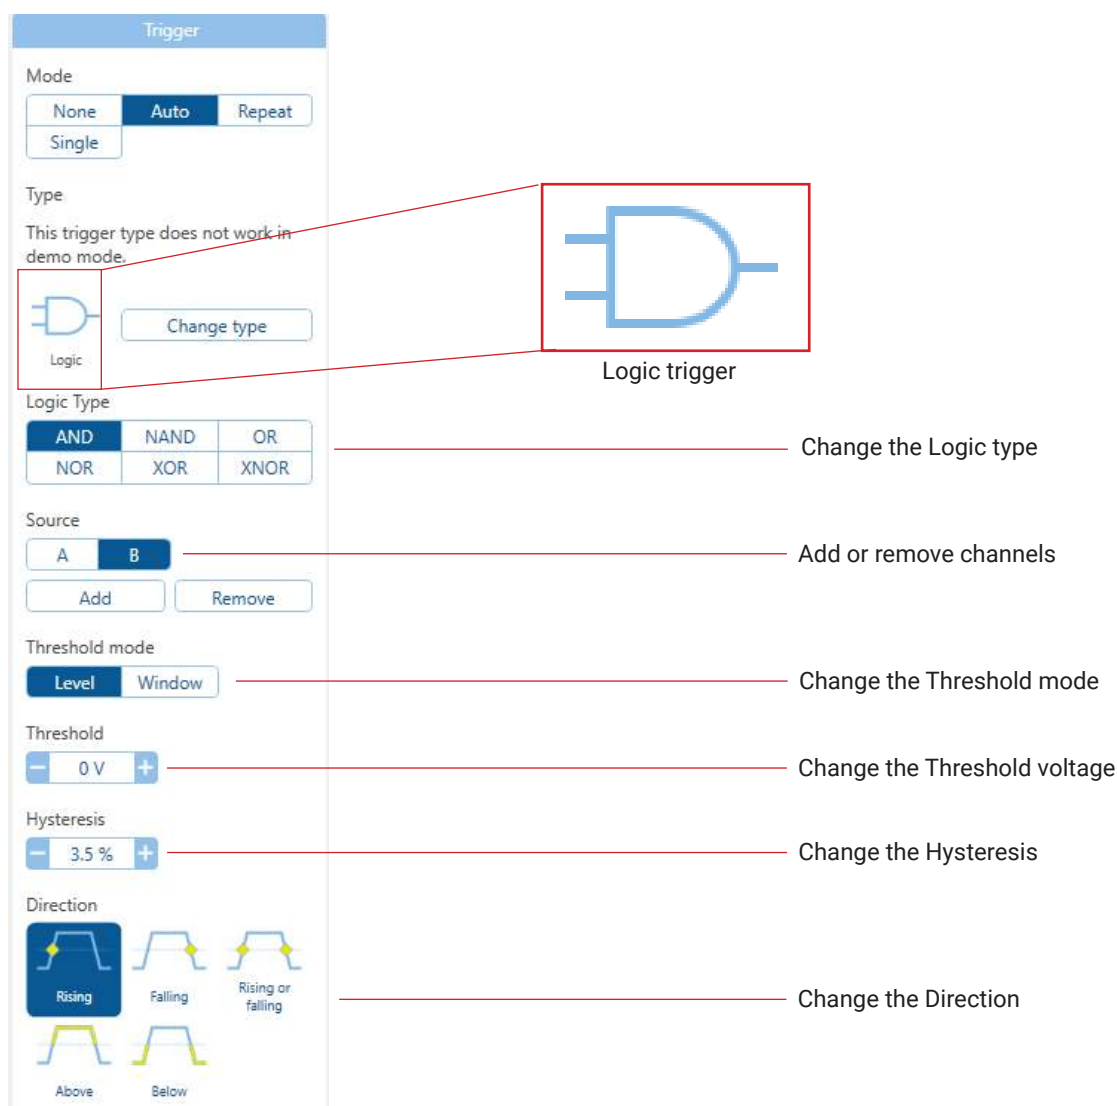 Trigger
Mode
None Auto Repeat
Single
Type
This trigger type does not work in
demo mode.
Change type
Logic
Logic trigger
Logic Type
AND NAND OR
NOR XOR XNOR
Change the Logic type
Source
A B
Add or remove channels
Add Remove
Threshold mode
Level Window
Change the Threshold mode
Threshold
0 V
Change the Threshold voltage
Hysteresis
3.5 %
Change the Hysteresis
Direction
Rising Falling Rising or
falling
Change the Direction
Above Below